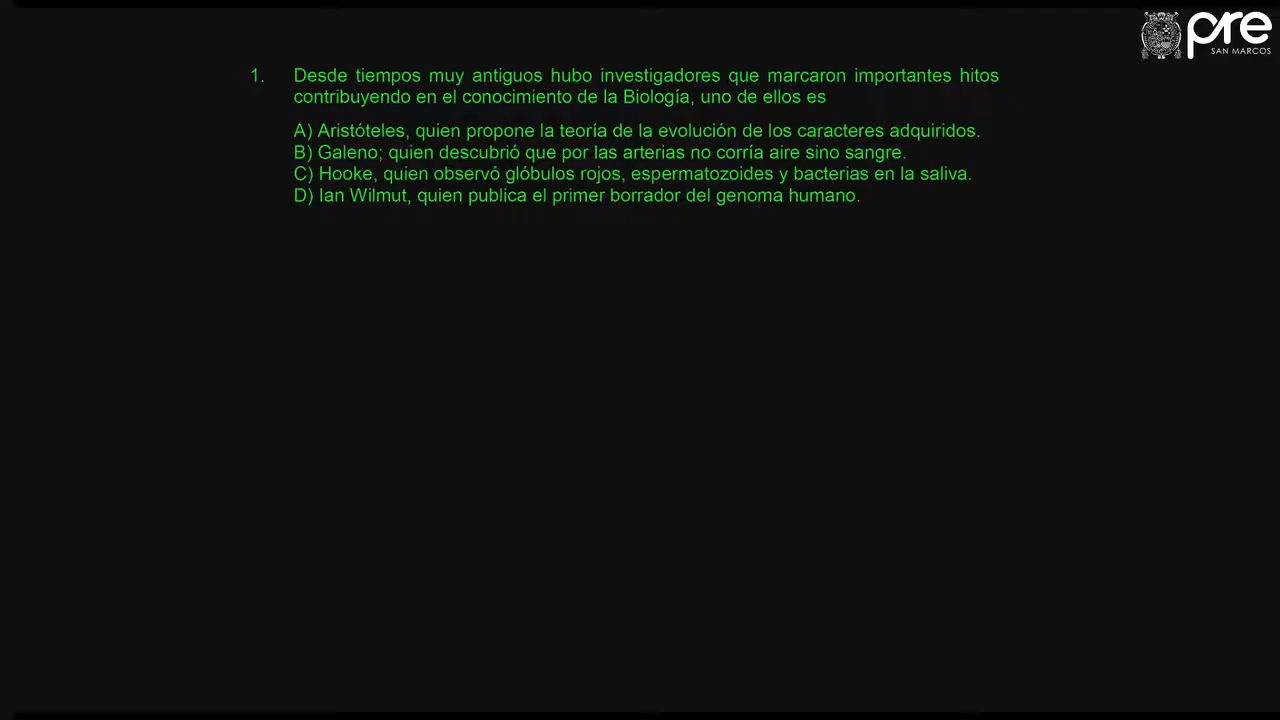 pre
SAN MARCOS
1. Desde tiempos muy antiguos hubo investigadores que marcaron importantes hitos
contribuyendo en el conocimiento de la Biología, uno de ellos es
A) Aristóteles, quien propone la teoría de la evolución de los caracteres adquiridos.
B) Galeno; quien descubrió que por las arterias no corría aire sino sangre.
C) Hooke, quien observó glóbulos rojos, espermatozoides y bacterias en la saliva.
D) Ian Wilmut, quien publica el primer borrador del genoma humano.